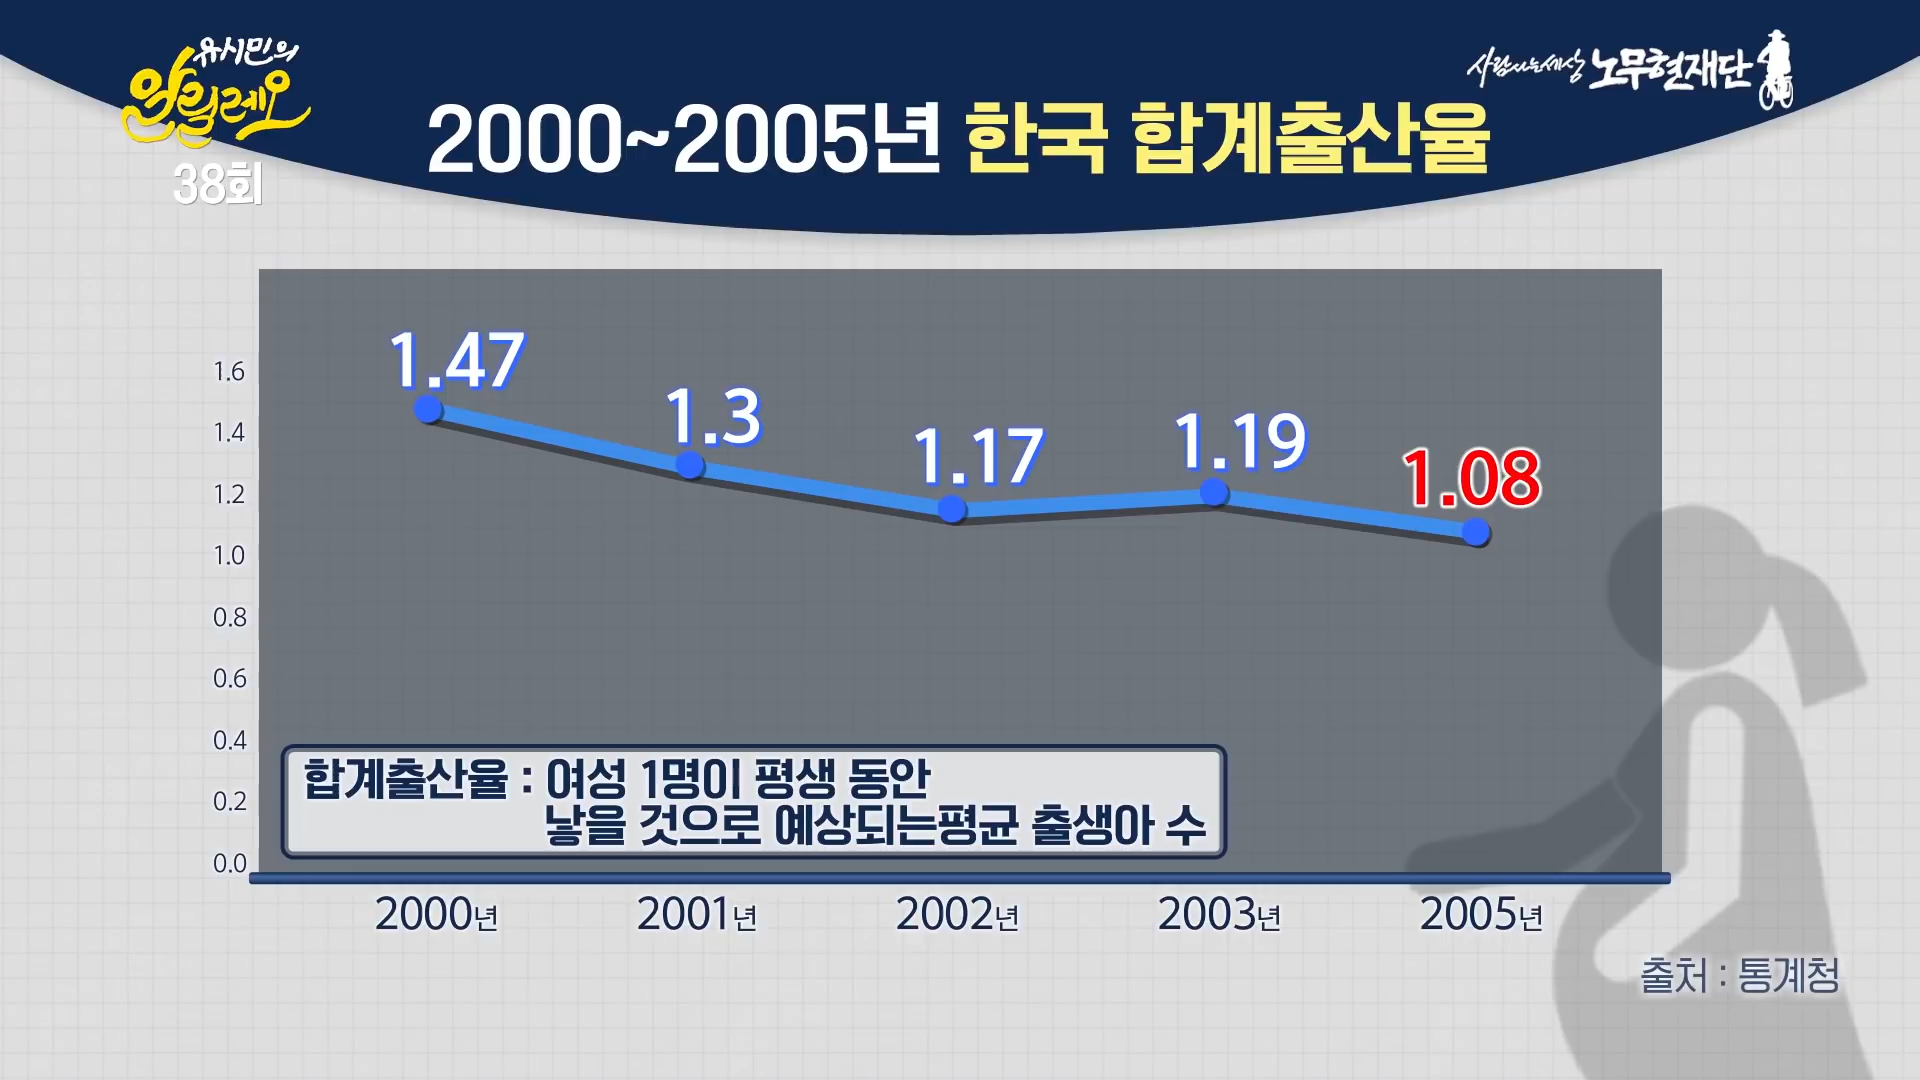 유시민의
알릴레오
38회
사람사는세상 노무현재단
2000~2005년 한국 합계출산율
1.6
1.4
1.2
1.0
0.8
0.6
0.4
0.2
0.0
1.47
1.3
1.17
1.19
1.08
합계출산율 : 여성 1명이 평생 동안
낳을 것으로 예상되는평균 출생아 수
2000년
2001년
2002년
2003년
2005년
출처 : 통계청